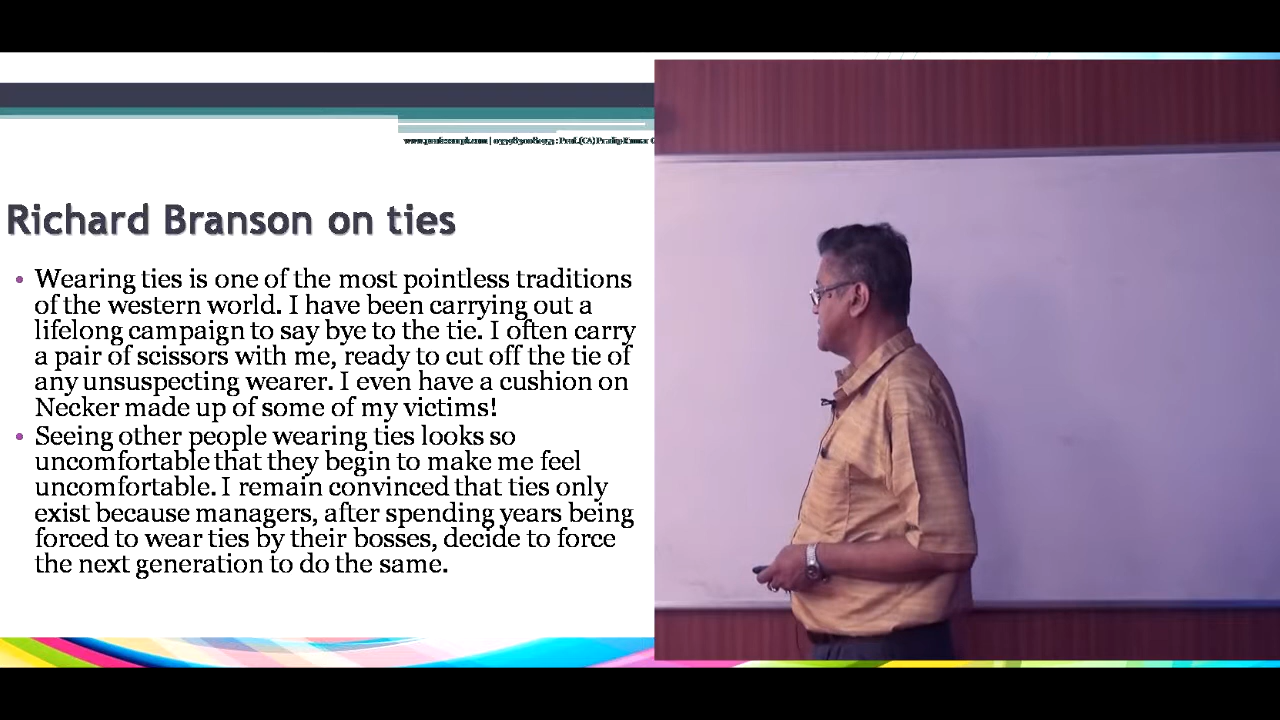 Prof.(CA) Pradip Kumar
Richard Branson on ties
• Wearing ties is one of the most pointless traditions
of the western world. I have been carrying out a
lifelong campaign to say bye to the tie. I often carry
a pair of scissors with me, ready to cut off the tie of
any unsuspecting wearer. I even have a cushion on
Necker made up of some of my victims!
• Seeing other people wearing ties looks so
uncomfortable that they begin to make me feel
uncomfortable. I remain convinced that ties only
exist because managers, after spending years being
forced to wear ties by their bosses, decide to force
the next generation to do the same.